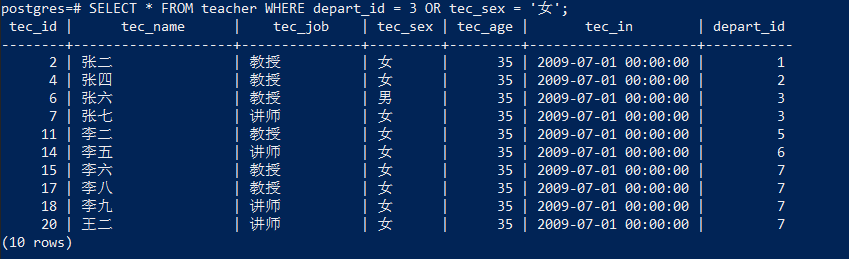 postgres=# SELECT * FROM teacher WHERE depart_id = 3 OR tec_sex = '女';
 tec_id | tec_name | tec_job | tec_sex | tec_age | tec_in | depart_id
--------+----------------------+------------+---------+---------+---------------------+-----------
 2 | 张二 | 教授 | 女 | 35 | 2009-07-01 00:00:00 | 1
 4 | 张四 | 教授 | 女 | 35 | 2009-07-01 00:00:00 | 2
 6 | 张六 | 教授 | 男 | 35 | 2009-07-01 00:00:00 | 3
 7 | 张七 | 讲师 | 女 | 35 | 2009-07-01 00:00:00 | 3
 11 | 李二 | 教授 | 女 | 35 | 2009-07-01 00:00:00 | 5
 14 | 李五 | 讲师 | 女 | 35 | 2009-07-01 00:00:00 | 6
 15 | 李六 | 教授 | 女 | 35 | 2009-07-01 00:00:00 | 7
 17 | 李八 | 教授 | 女 | 35 | 2009-07-01 00:00:00 | 7
 18 | 李九 | 讲师 | 女 | 35 | 2009-07-01 00:00:00 | 7
 20 | 王二 | 讲师 | 女 | 35 | 2009-07-01 00:00:00 | 7
(10 rows)